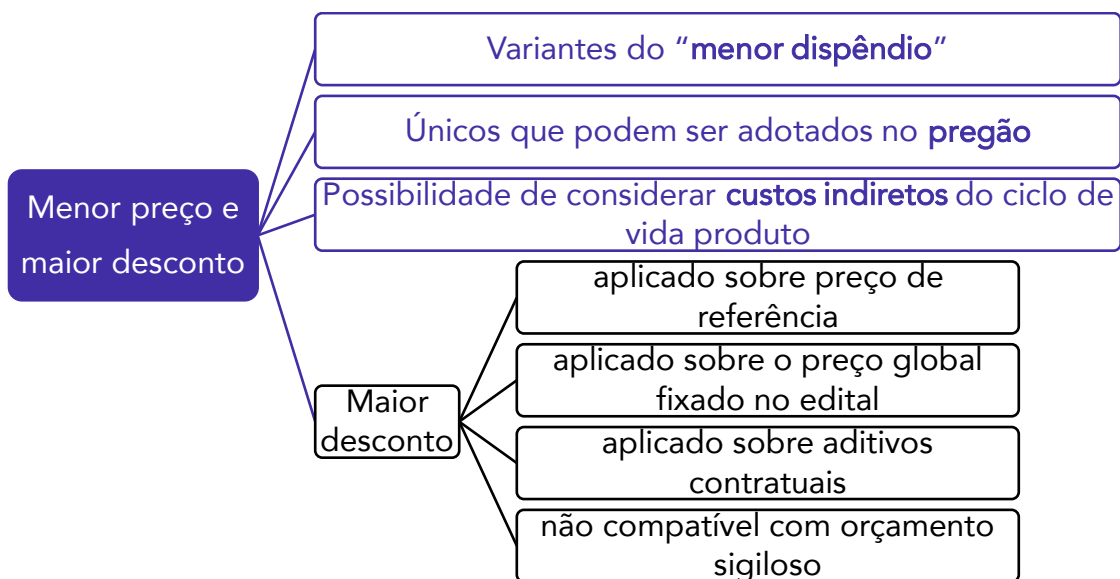 Variantes do “menor dispêndio”
Únicos que podem ser adotados no pregão
Menor preço e
maior desconto
Possibilidade de considerar custos indiretos do ciclo de
vida produto
Maior
desconto
aplicado sobre preço de
referência
aplicado sobre o preço global
fixado no edital
aplicado sobre aditivos
contratuais
não compatível com orçamento
sigiloso